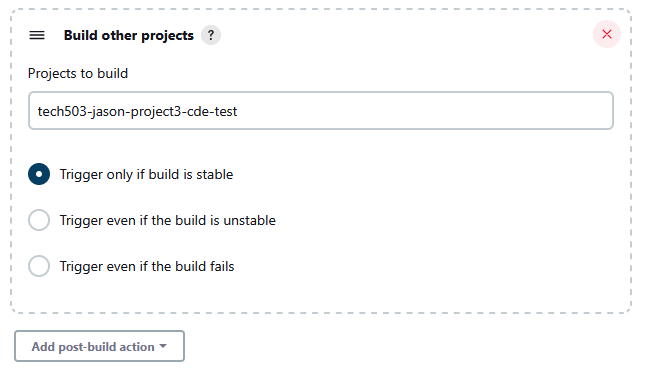 Build other projects ?
Projects to build
tech503-jason-project3-cde-test
Trigger only if build is stable
Trigger even if the build is unstable
Trigger even if the build fails
Add post-build action